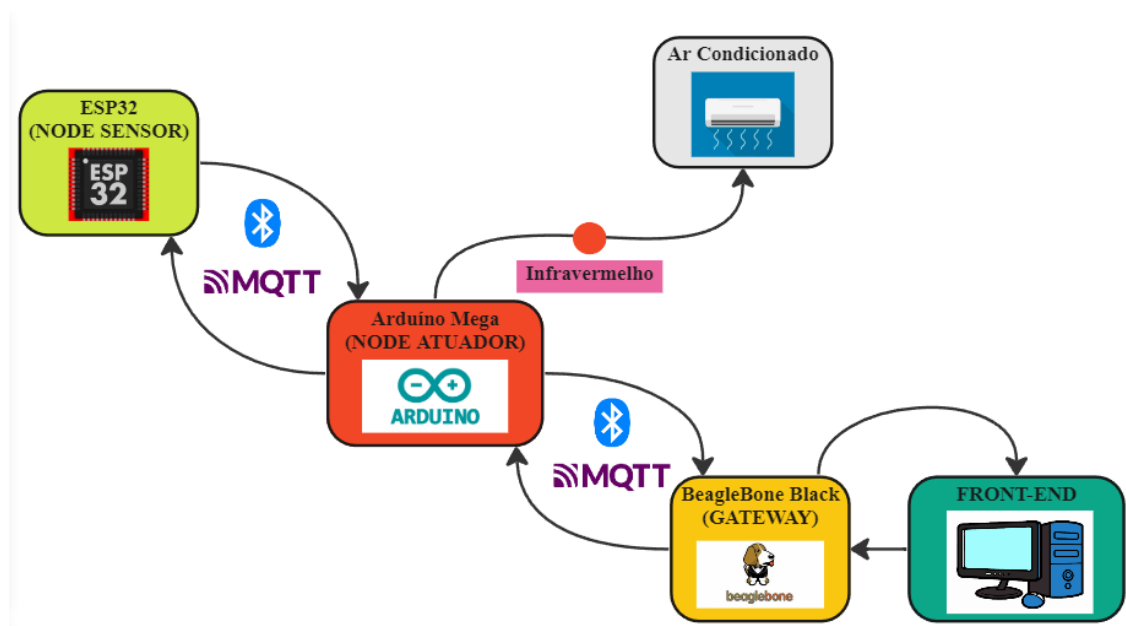 Ar Condicionado
ESP32
(NODE SENSOR)
ESP
32
MQTT
Infravermelho
Arduino Mega
(NODE ATUADOR)
ARDUINO
MQTT
BeagleBone Black
(GATEWAY)
beaglebone
FRONT-END